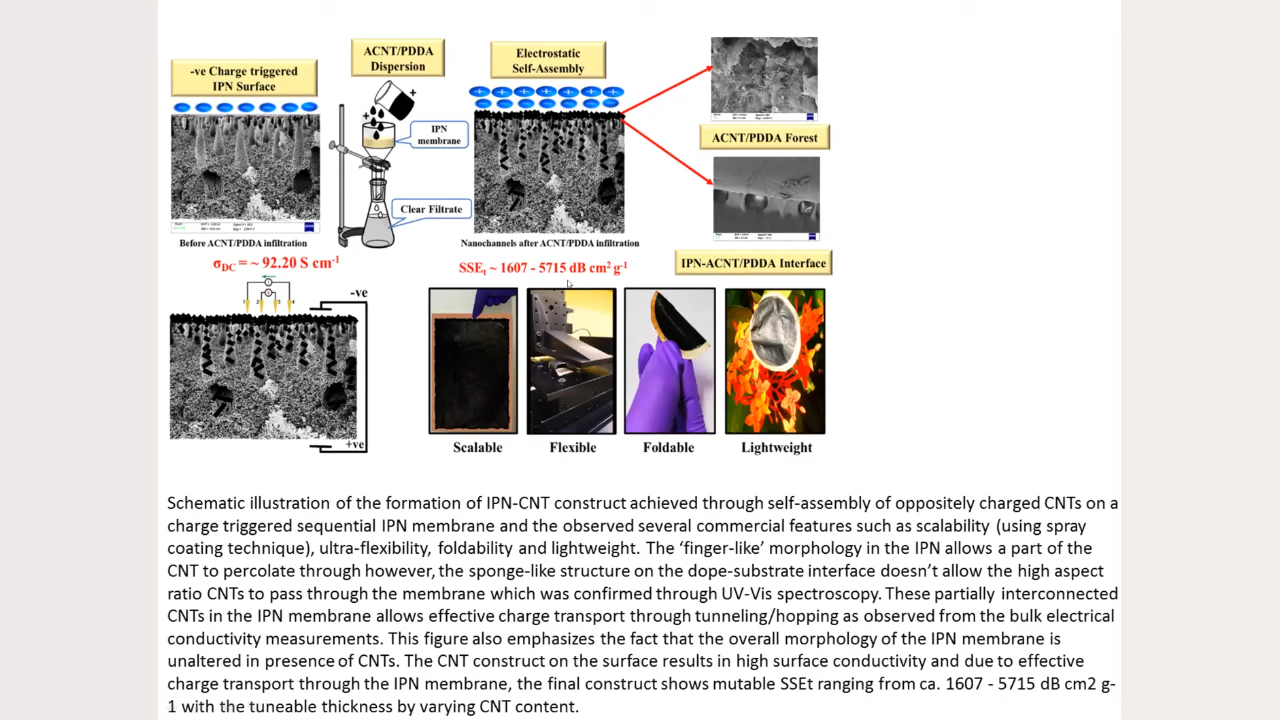 -ve Charge triggered
IPN Surface
ACNT/PDDA
Dispersion
Electrostatic
Self-Assembly
IPN
membrane
Clear Filtrate
ACNT/PDDA Forest
IPN-ACNT/PDDA Interface
Before ACNT/PDDA infiltration
Nanochannels after ACNT/PDDA infiltration
σDC = ~ 92.20 S cm-1
SSEt ~ 1607 - 5715 dB cm2 g-1
-ve
+ve
Scalable
Flexible
Foldable
Lightweight
Schematic illustration of the formation of IPN-CNT construct achieved through self-assembly of oppositely charged CNTs on a
charge triggered sequential IPN membrane and the observed several commercial features such as scalability (using spray
coating technique), ultra-flexibility, foldability and lightweight. The ‘finger-like’ morphology in the IPN allows a part of the
CNT to percolate through however, the sponge-like structure on the dope-substrate interface doesn’t allow the high aspect
ratio CNTs to pass through the membrane which was confirmed through UV-Vis spectroscopy. These partially interconnected
CNTs in the IPN membrane allows effective charge transport through tunneling/hopping as observed from the bulk electrical
conductivity measurements. This figure also emphasizes the fact that the overall morphology of the IPN membrane is
unaltered in presence of CNTs. The CNT construct on the surface results in high surface conductivity and due to effective
charge transport through the IPN membrane, the final construct shows mutable SSEt ranging from ca. 1607 - 5715 dB cm2 g-
1 with the tuneable thickness by varying CNT content.